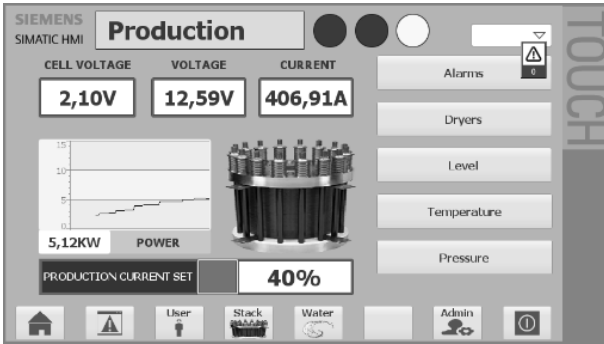 SIEMENS
SIMATIC HMI
Production
TOUCH
CELL VOLTAGE
VOLTAGE
CURRENT
2,10V
12,59V
406,91A
0
Alarms
Dryers
Level
Temperature
Pressure
15
10
5
0
5,12KW
POWER
PRODUCTION CURRENT SET
40%
User
Stack
Water
Admin